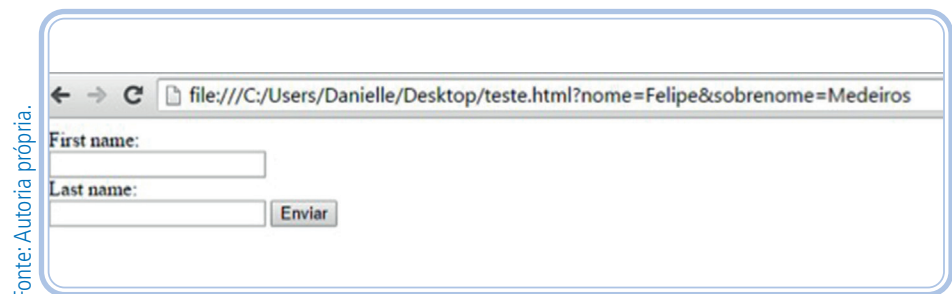 file:///C:/Users/Danielle/Desktop/teste.html?nome=Felipe&sobrenome=Medeiros
First name:
Last name:
Enviar
Fonte: Autoria própria.